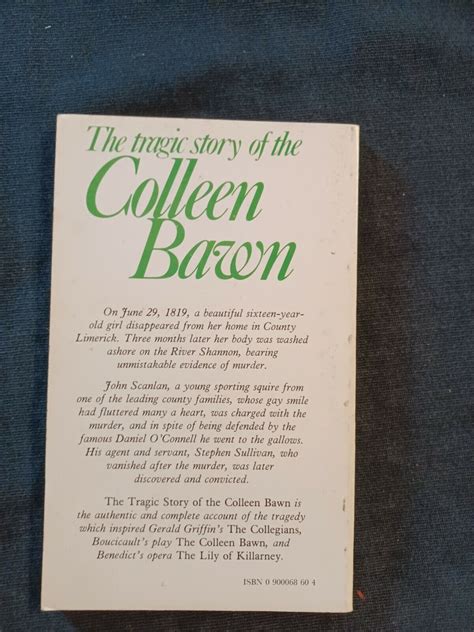 The tragic story of the
Colleen
Bawn
On June 29, 1819, a beautiful sixteen-year-
old girl disappeared from her home in County
Limerick. Three months later her body was washed
ashore on the River Shannon, bearing
unmistakable evidence of murder.
John Scanlan, a young sporting squire from
one of the leading county families, whose gay smile
had fluttered many a heart, was charged with the
murder, and in spite of being defended by the
famous Daniel O'Connell he went to the gallows.
His agent and servant, Stephen Sullivan, who
vanished after the murder, was later
discovered and convicted.
The Tragic Story of the Colleen Bawn is
the authentic and complete account of the tragedy
which inspired Gerald Griffin's The Collegians,
Boucicault's play The Colleen Bawn, and
Benedict's opera The Lily of Killarney.
ISBN 0 900068 60 4